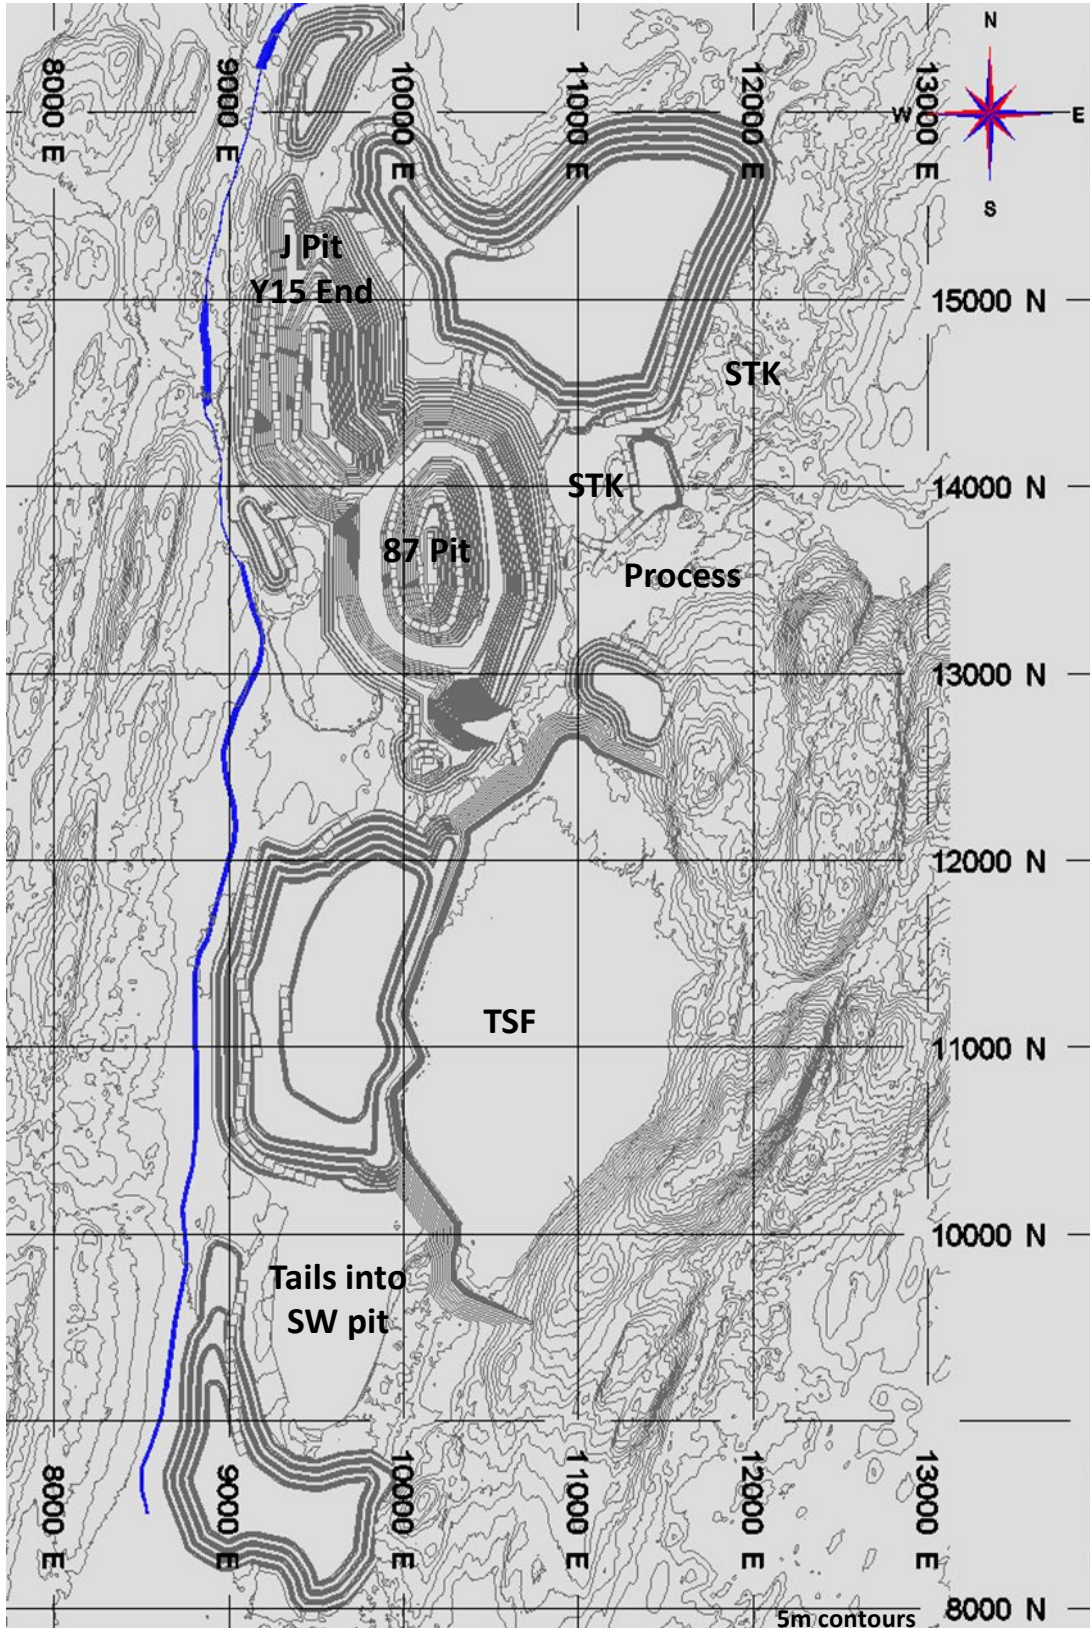 N
W
E
S
8000 E
9000 E
10000 E
11000 E
12000 E
13000 E
J Pit
Y15 End
15000 N
STK
STK
14000 N
87 Pit
Process
13000 N
12000 N
TSF
11000 N
10000 N
Tails into
SW pit
8000 E
9000 E
10000 E
11000 E
12000 E
13000 E
8000 N
5m contours